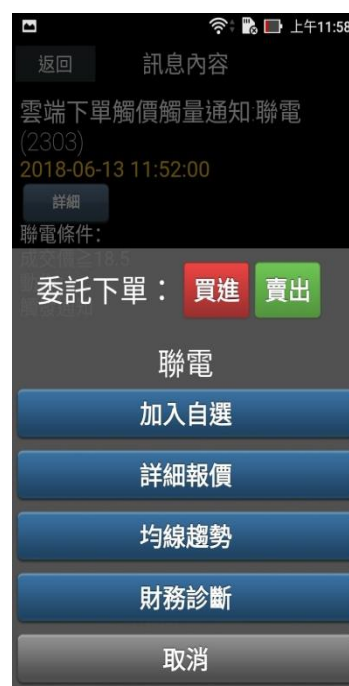 上午11:58
返回
訊息內容
雲端下單觸價觸量通知:聯電
(2303)
2018-06-13 11:52:00
詳細
聯電條件:
成交價≧18.5
委託下單：
買進
賣出
聯電
加入自選
詳細報價
均線趨勢
財務診斷
取消